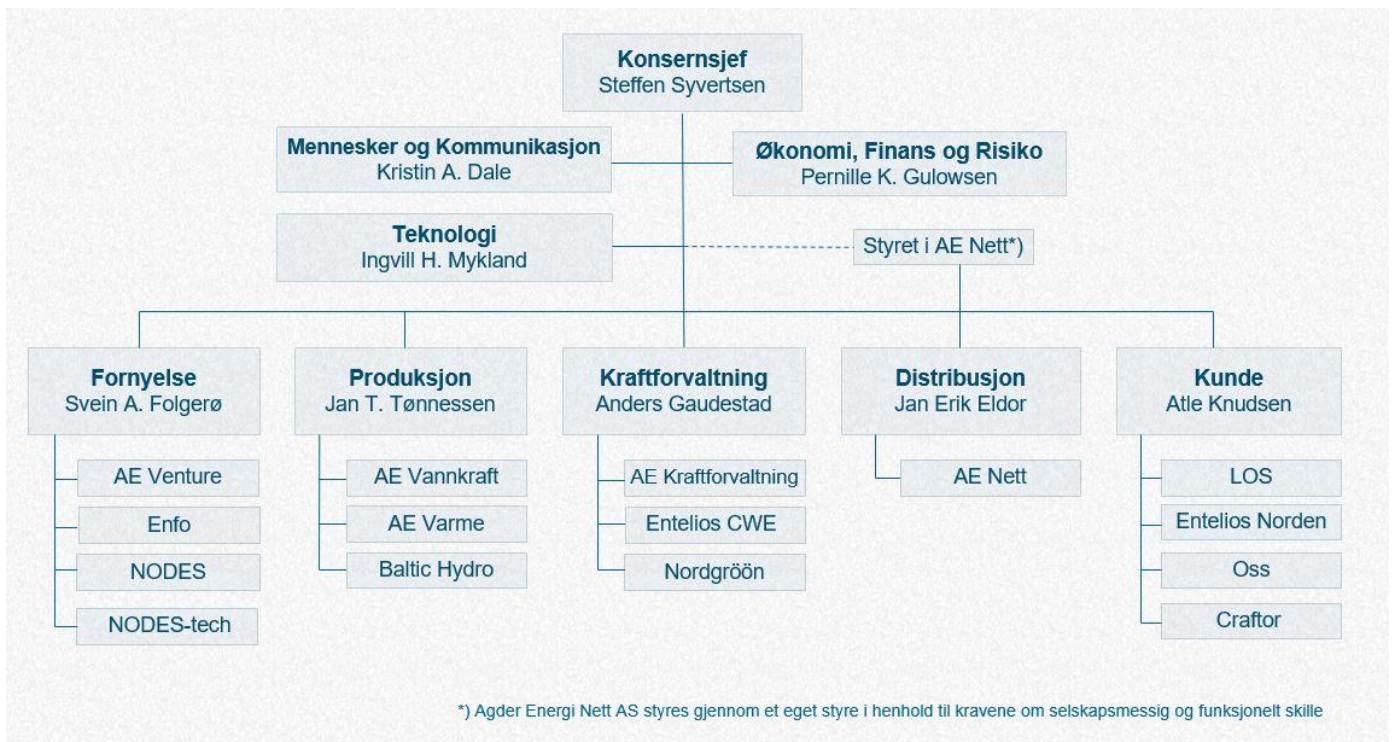 Konsernsjef
Steffen Syvertsen
Mennesker og Kommunikasjon
Kristin A. Dale
Økonomi, Finans og Risiko
Pernille K. Gulowsen
Teknologi
Ingvill H. Mykland
Styret i AE Nett*)
Fornyelse
Svein A. Folgerø
AE Venture
Enfo
NODES
NODES-tech
Produksjon
Jan T. Tønnessen
AE Vannkraft
AE Varme
Baltic Hydro
Kraftforvaltning
Anders Gaudestad
AE Kraftforvaltning
Entelios CWE
Nordgröön
Distribusjon
Jan Erik Eldor
AE Nett
Kunde
Atle Knudsen
LOS
Entelios Norden
Oss
Craftor
*) Agder Energi Nett AS styres gjennom et eget styre i henhold til kravene om selskapsmessig og funksjonelt skille